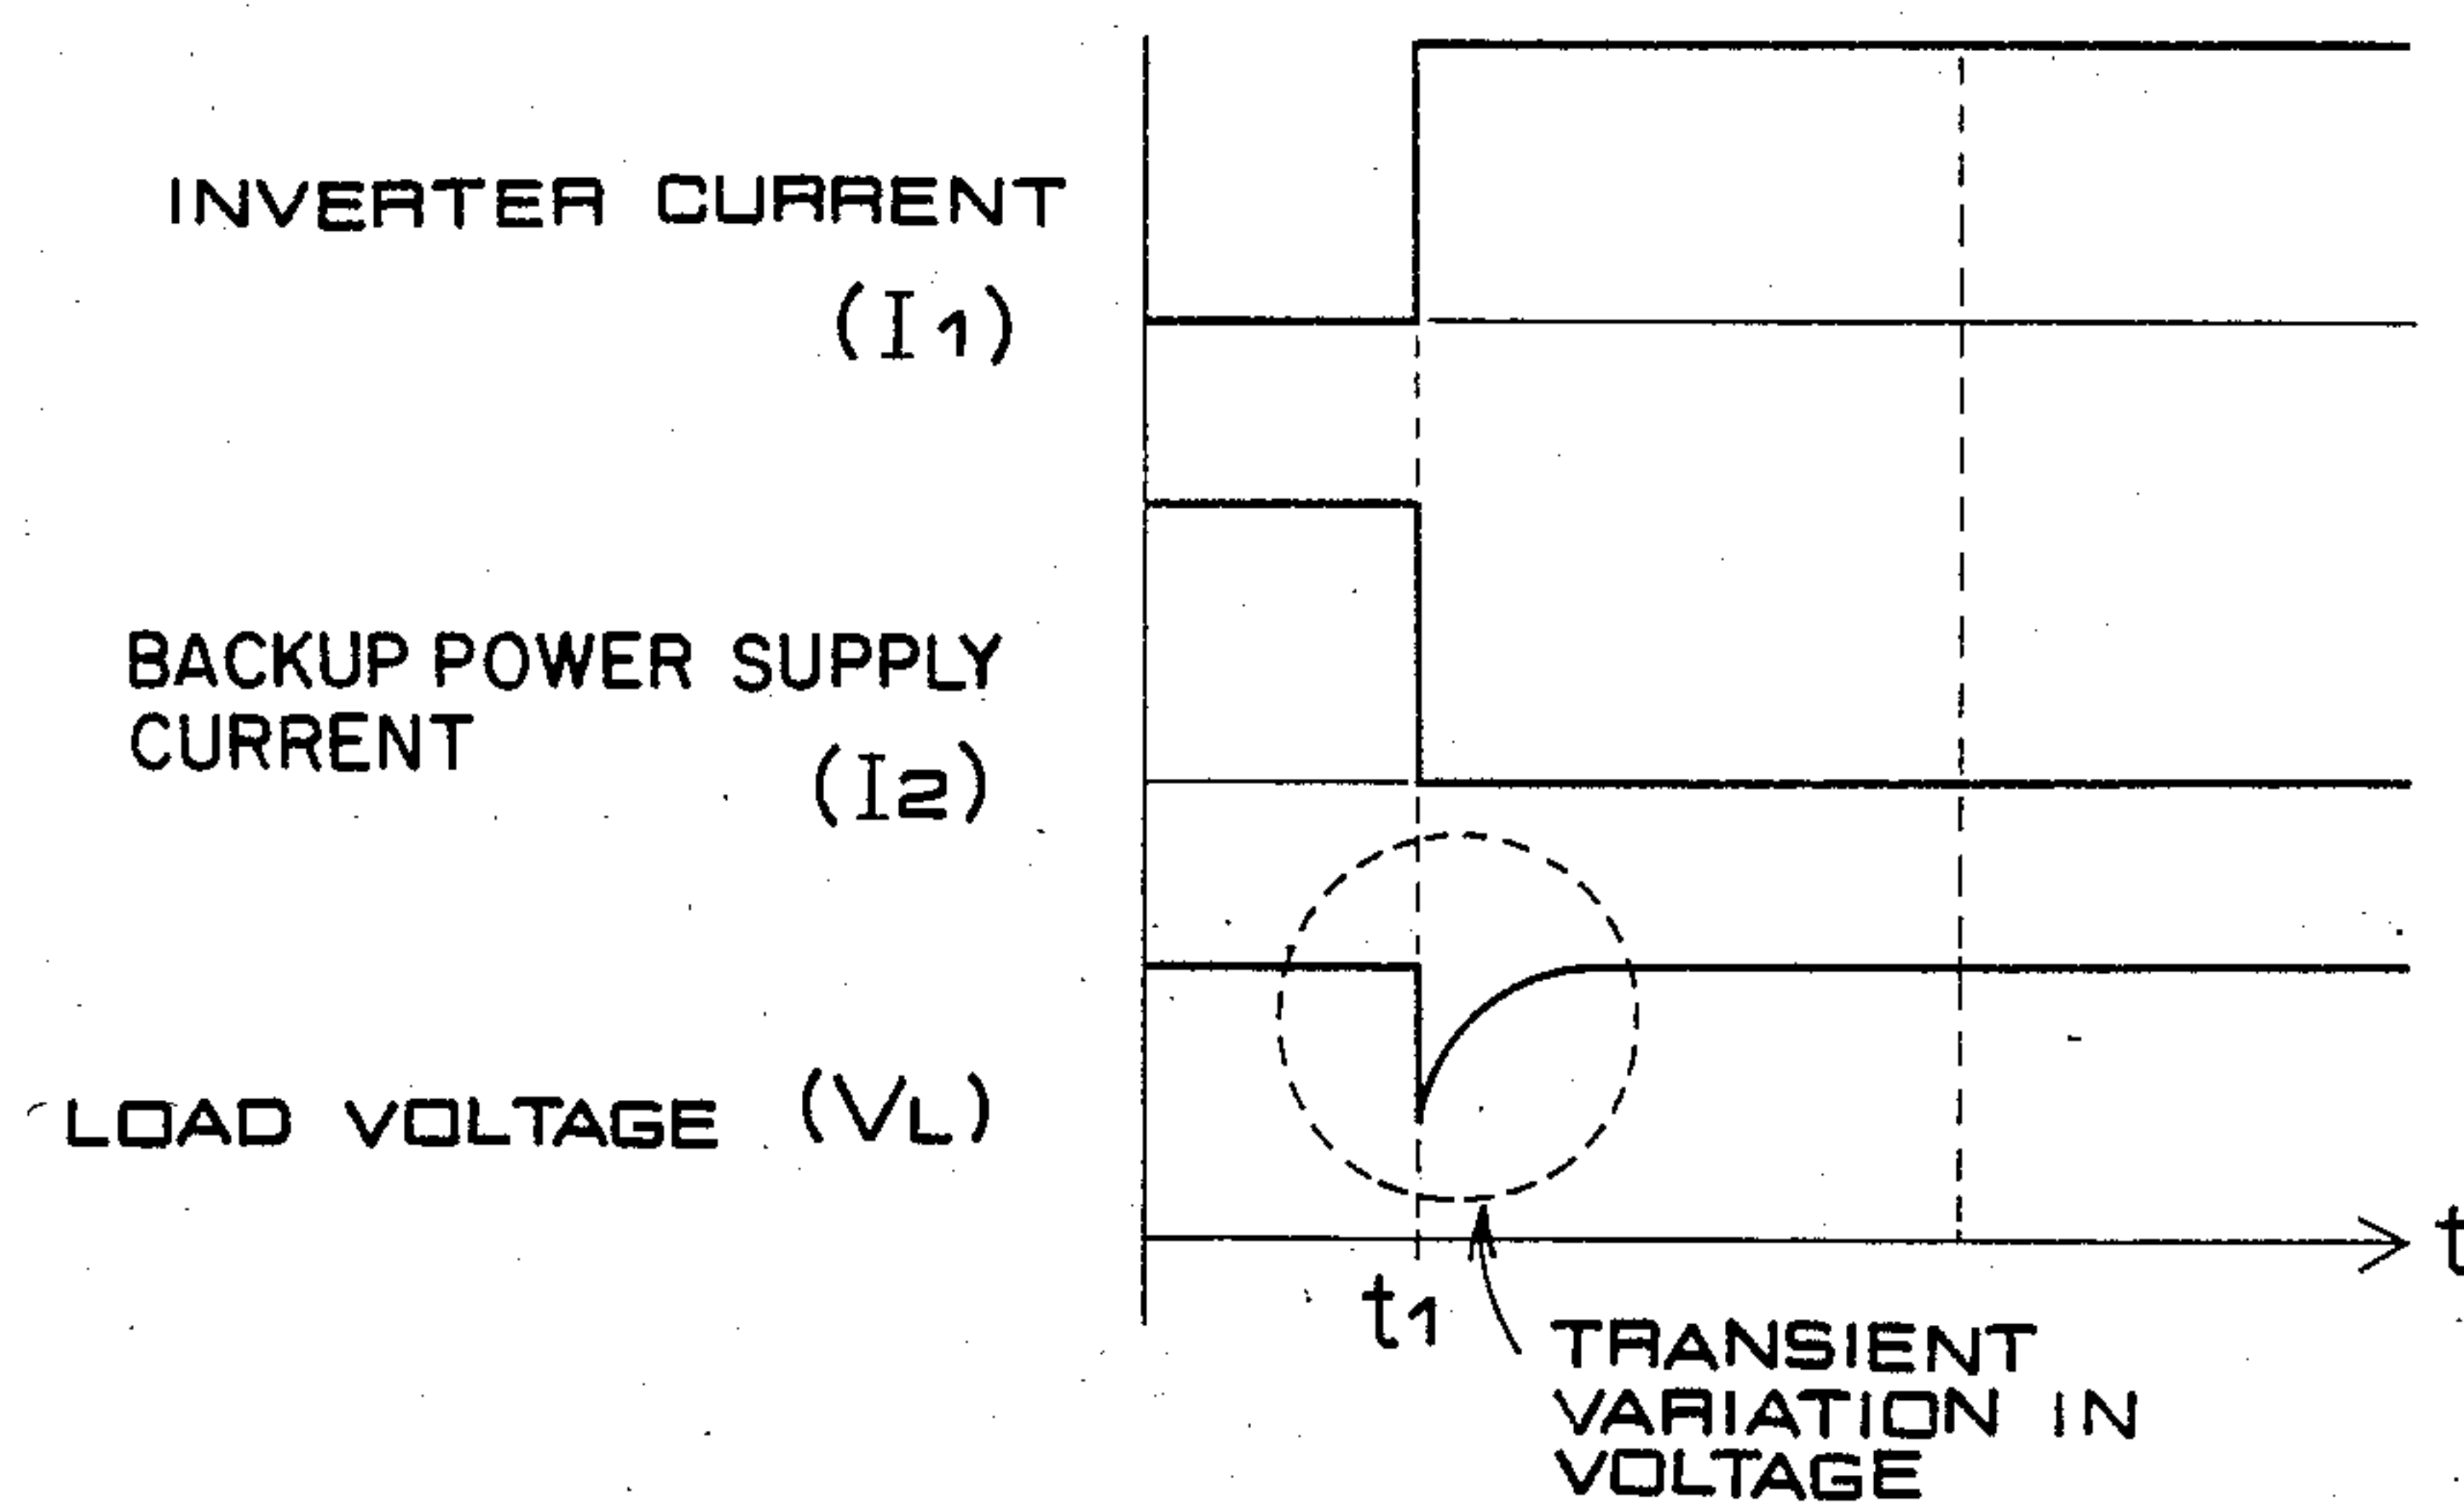 INVERTER CURRENT
(I1)
BACKUP POWER SUPPLY
CURRENT
(I2)
LOAD VOLTAGE (VL)
t
t1
TRANSIENT
VARIATION IN
VOLTAGE